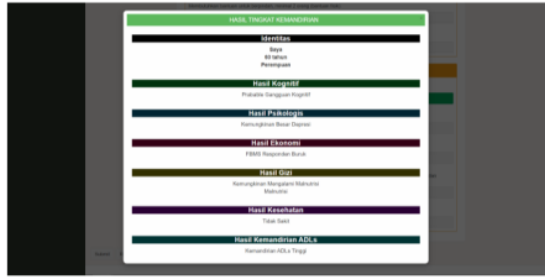 HASIL TINGKAT KEMANDIRIAN
Identitas
Saya
60 tahun
Perempuan
Hasil Kognitif
Probable Gangguan Kognitif
Hasil Psikologis
Kemungkinan Besar Depresi
Hasil Ekonomi
FBMS Responden Buruk
Hasil Gizi
Kemungkinan Mengalami Malnutrisi
Malnutrisi
Hasil Kesehatan
Tidak Sakit
Hasil Kemandirian ADLs
Kemandirian ADLs Tinggi